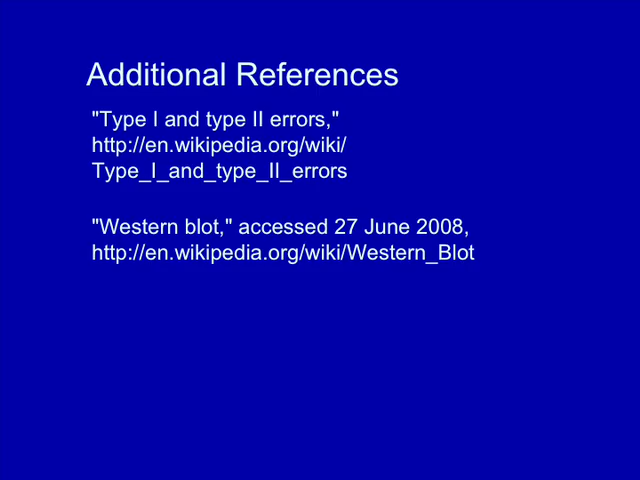 Additional References
"Type I and type II errors,"
http://en.wikipedia.org/wiki/
Type_I_and_type_II_errors
"Western blot," accessed 27 June 2008,
http://en.wikipedia.org/wiki/Western_Blot